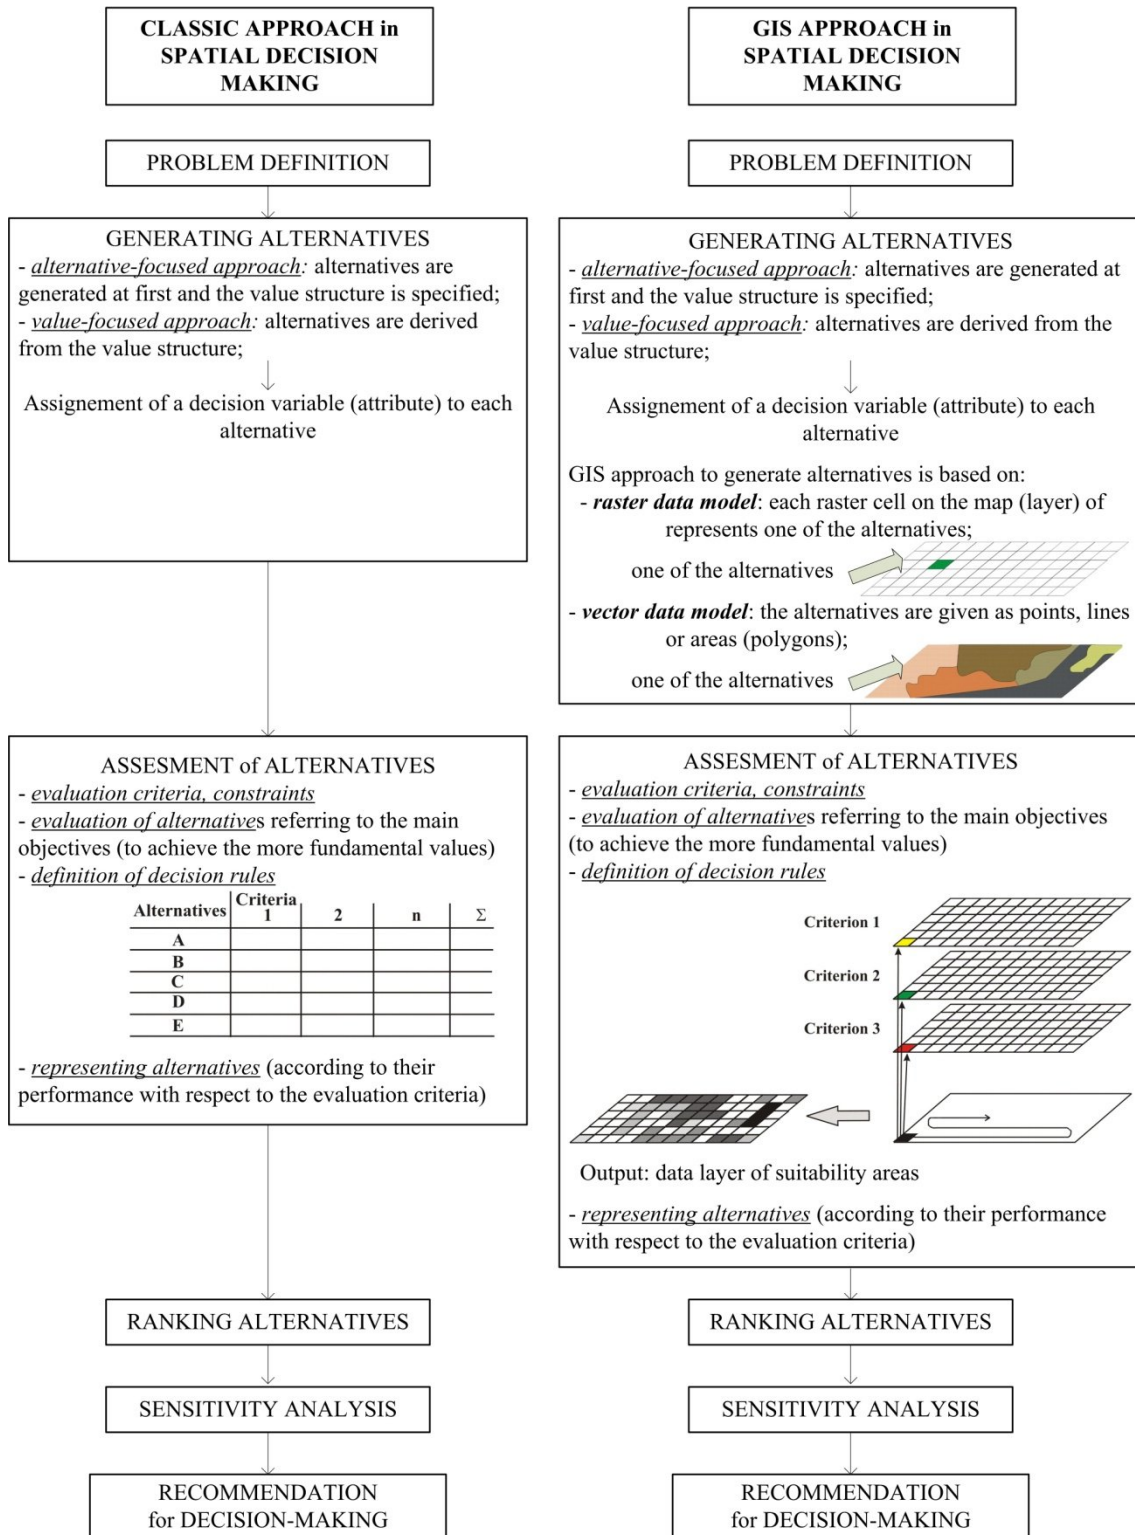 CLASSIC APPROACH in
SPATIAL DECISION
MAKING
PROBLEM DEFINITION
GENERATING ALTERNATIVES
- alternative-focused approach: alternatives are
generated at first and the value structure is specified;
- value-focused approach: alternatives are derived
from the value structure;
Assignement of a decision variable (attribute) to each
alternative
ASSESMENT of ALTERNATIVES
- evaluation criteria, constraints
- evaluation of alternatives referring to the main
objectives (to achieve the more fundamental values)
- definition of decision rules
Criteria
Alternatives 1 2 n Σ
A
B
C
D
E
- representing alternatives (according to their
performance with respect to the evaluation criteria)
RANKING ALTERNATIVES
SENSITIVITY ANALYSIS
RECOMMENDATION
for DECISION-MAKING
GIS APPROACH in
SPATIAL DECISION
MAKING
PROBLEM DEFINITION
GENERATING ALTERNATIVES
- alternative-focused approach: alternatives are generated at
first and the value structure is specified;
- value-focused approach: alternatives are derived from the
value structure;
Assignement of a decision variable (attribute) to each
alternative
GIS approach to generate alternatives is based on:
- raster data model: each raster cell on the map (layer) of
represents one of the alternatives;
one of the alternatives
- vector data model: the alternatives are given as points, lines
or areas (polygons);
one of the alternatives
ASSESMENT of ALTERNATIVES
- evaluation criteria, constraints
- evaluation of alternatives referring to the main objectives
(to achieve the more fundamental values)
- definition of decision rules
Criterion 1
Criterion 2
Criterion 3
Output: data layer of suitability areas
- representing alternatives (according to their performance
with respect to the evaluation criteria)
RANKING ALTERNATIVES
SENSITIVITY ANALYSIS
RECOMMENDATION
for DECISION-MAKING